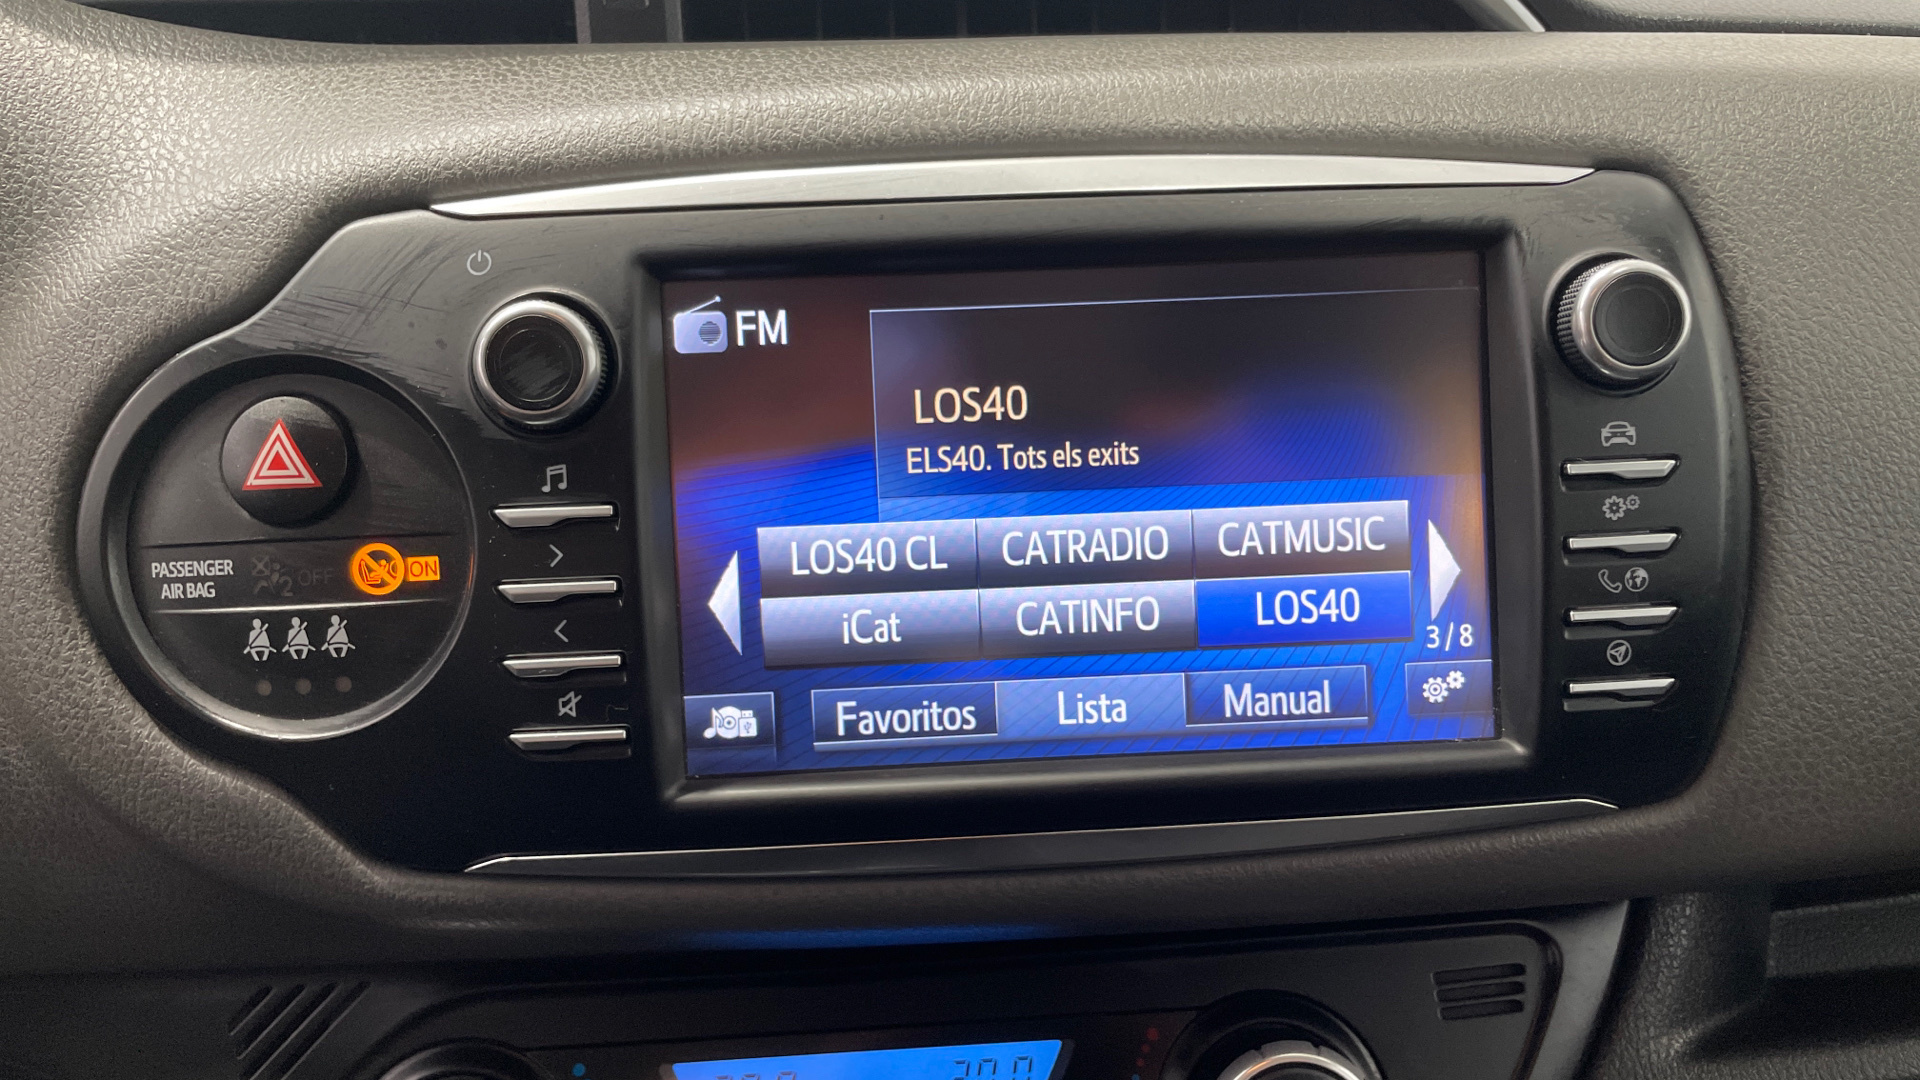 FM
LOS40
ELS40. Tots els exits
LOS40 CL CATRADIO CATMUSIC
iCat CATINFO LOS40
3/8
Favoritos Lista Manual
PASSENGER
AIR BAG
2 OFF
ON